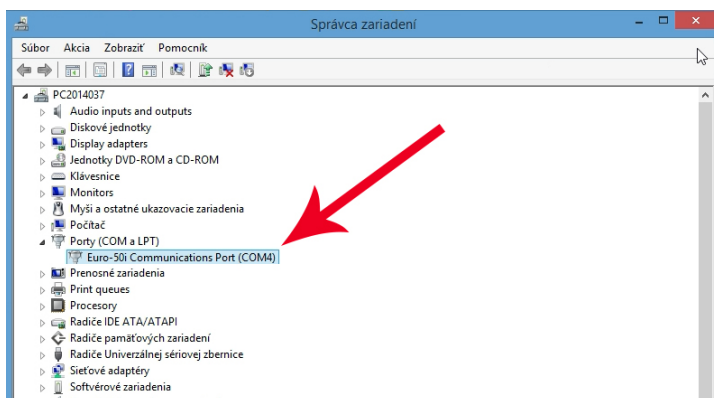 Správca zariadení
Súbor Akcia Zobraziť Pomocník
PC2014037
Audio inputs and outputs
Diskové jednotky
Display adapters
Jednotky DVD-ROM a CD-ROM
Klávesnice
Monitors
Myši a ostatné ukazovacie zariadenia
Počítač
Porty (COM a LPT)
Euro-50i Communications Port (COM4)
Prenosné zariadenia
Print queues
Procesory
Radiče IDE ATA/ATAPI
Radiče pamäťových zariadení
Radiče Univerzálnej sériovej zbernice
Sieťové adaptéry
Softvérové zariadenia